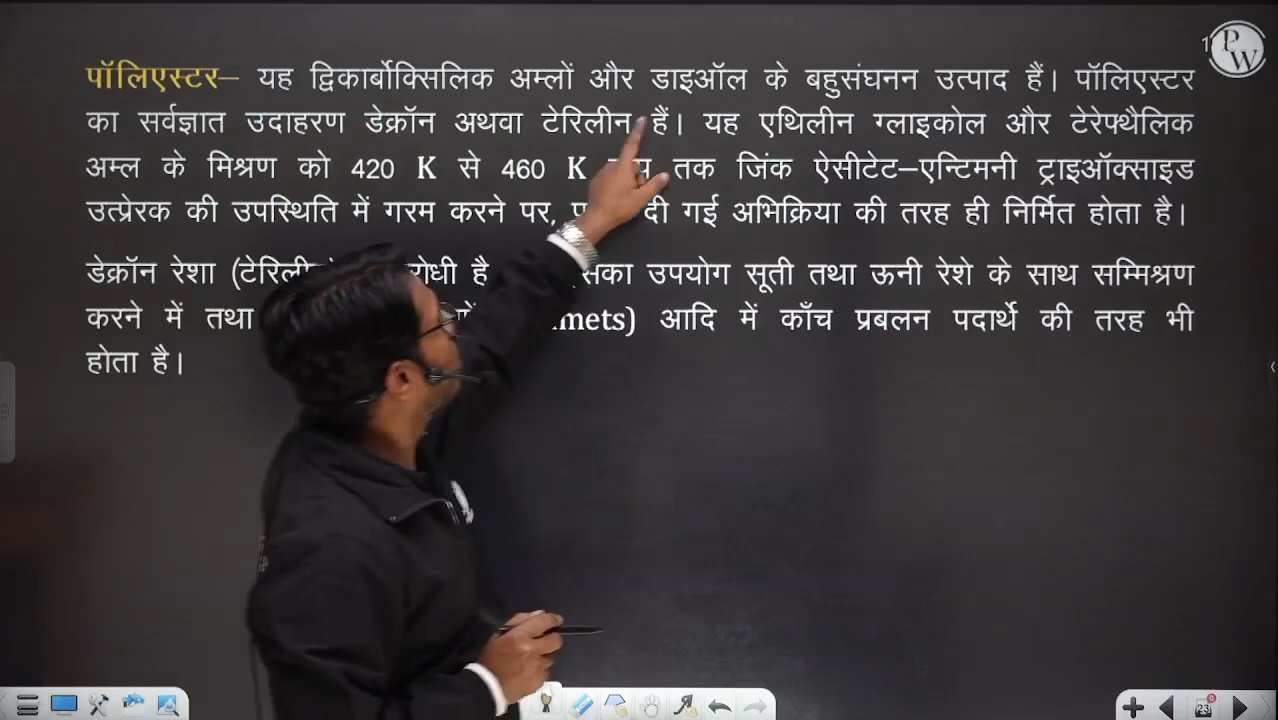 पॉलिएस्टर– यह द्विकार्बोक्सिलिक अम्लों और डाइऑल के बहुसंघनन उत्पाद हैं। पॉलिएस्टर
का सर्वज्ञात उदाहरण डेक्रॉन अथवा टेरिलीन हैं। यह एथिलीन ग्लाइकोल और टेरेफ्थैलिक
अम्ल के मिश्रण को 420 K से 460 K तक जिंक ऐसीटेट–एन्टिमनी ट्राइऑक्साइड
उत्प्रेरक की उपस्थिति में गरम करने पर, दी गई अभिक्रिया की तरह ही निर्मित होता है।
डेक्रॉन रेशा है उपयोग सूती तथा ऊनी रेशे के साथ सम्मिश्रण
करने में तथा आदि में काँच प्रबलन पदार्थे की तरह भी
होता है।
PW
23